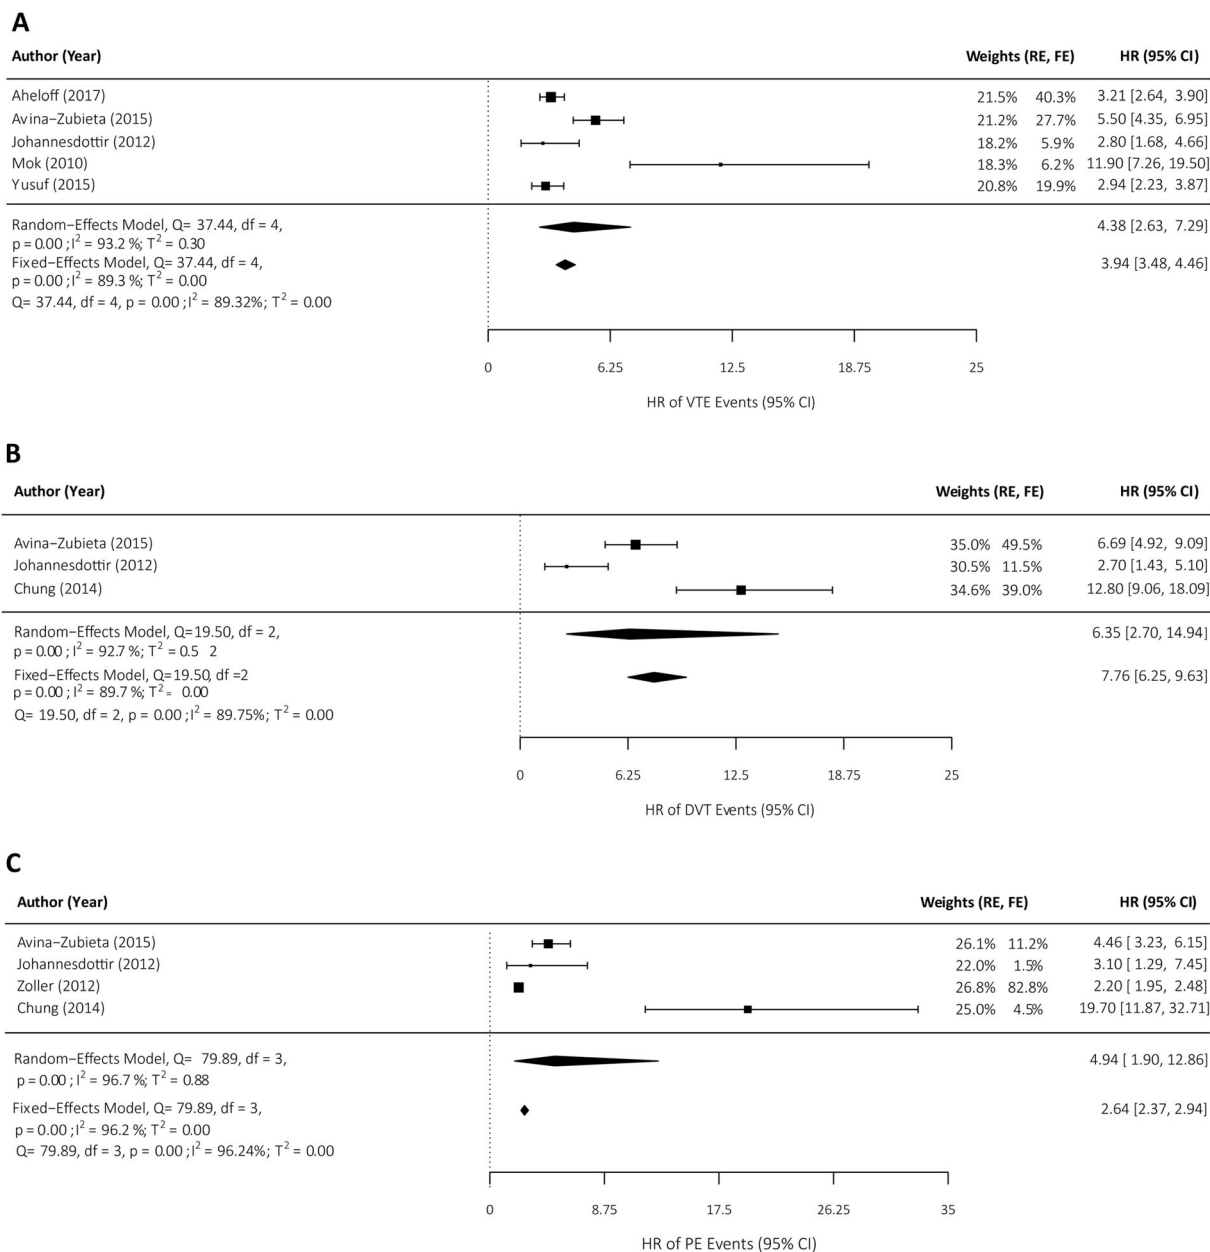 A
Author (Year) Weights (RE, FE) HR (95% CI)
Aheloff (2017) 21.5% 40.3% 3.21 [2.64, 3.90]
Avina−Zubieta (2015) 21.2% 27.7% 5.50 [4.35, 6.95]
Johannesdottir (2012) 18.2% 5.9% 2.80 [1.68, 4.66]
Mok (2010) 18.3% 6.2% 11.90 [7.26, 19.50]
Yusuf (2015) 20.8% 19.9% 2.94 [2.23, 3.87]
Random−Effects Model, Q= 37.44, df = 4, 4.38 [2.63, 7.29]
p = 0.00 ; I² = 93.2 %; T² = 0.30
Fixed−Effects Model, Q= 37.44, df = 4, 3.94 [3.48, 4.46]
p = 0.00 ; I² = 89.3 %; T² = 0.00
Q= 37.44, df = 4, p = 0.00 ; I² = 89.32%; T² = 0.00
0 6.25 12.5 18.75 25
HR of VTE Events (95% CI)
B
Author (Year) Weights (RE, FE) HR (95% CI)
Avina−Zubieta (2015) 35.0% 49.5% 6.69 [4.92, 9.09]
Johannesdottir (2012) 30.5% 11.5% 2.70 [1.43, 5.10]
Chung (2014) 34.6% 39.0% 12.80 [9.06, 18.09]
Random−Effects Model, Q=19.50, df = 2, 6.35 [2.70, 14.94]
p = 0.00 ; I² = 92.7 %; T² = 0.5 2
Fixed−Effects Model, Q=19.50, df =2 7.76 [6.25, 9.63]
p = 0.00 ; I² = 89.7 %; T² = 0.00
Q= 19.50, df = 2, p = 0.00 ; I² = 89.75%; T² = 0.00
0 6.25 12.5 18.75 25
HR of DVT Events (95% CI)
C
Author (Year) Weights (RE, FE) HR (95% CI)
Avina−Zubieta (2015) 26.1% 11.2% 4.46 [ 3.23, 6.15]
Johannesdottir (2012) 22.0% 1.5% 3.10 [ 1.29, 7.45]
Zoller (2012) 26.8% 82.8% 2.20 [ 1.95, 2.48]
Chung (2014) 25.0% 4.5% 19.70 [11.87, 32.71]
Random−Effects Model, Q= 79.89, df = 3, 4.94 [ 1.90, 12.86]
p = 0.00 ; I² = 96.7 %; T² = 0.88
Fixed−Effects Model, Q= 79.89, df = 3, 2.64 [2.37, 2.94]
p = 0.00 ; I² = 96.2 %; T² = 0.00
Q= 79.89, df = 3, p = 0.00 ; I² = 96.24%; T² = 0.00
0 8.75 17.5 26.25 35
HR of PE Events (95% CI)